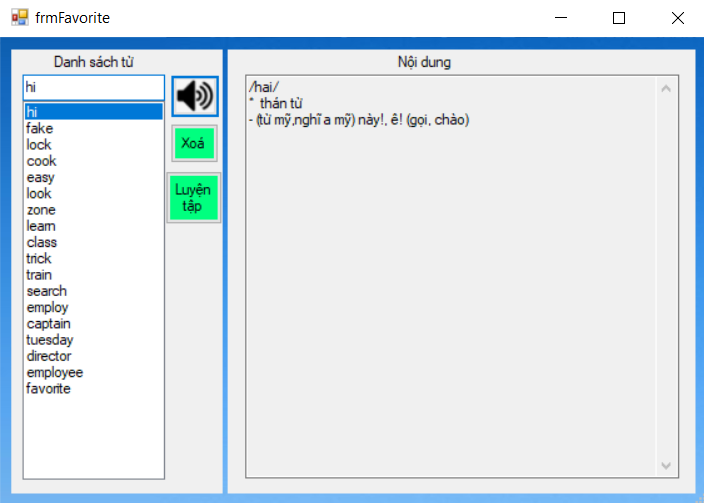 frmFavorite
Danh sách từ
hi
hi
fake
lock
cook
easy
look
zone
learn
class
trick
train
search
employ
captain
tuesday
director
employee
favorite
Xoá
Luyện
tập
Nội dung
/hai/
* thán từ
- (từ mỹ,nghĩ a mỹ) này!, ê! (gọi, chào)